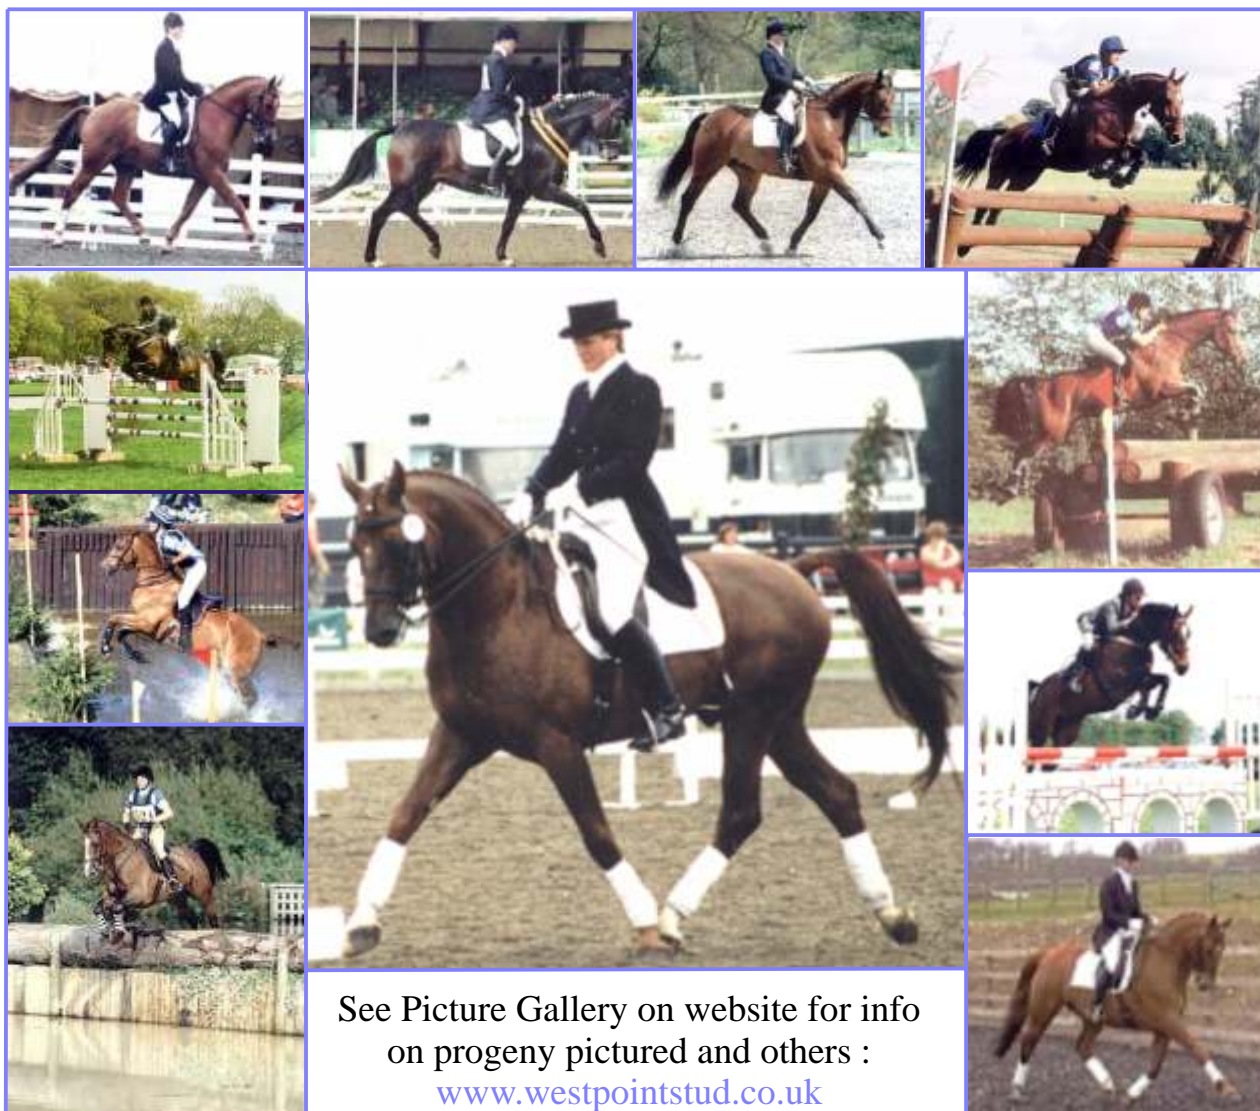 See Picture Gallery on website for info
on progeny pictured and others :
www.westpointstud.co.uk